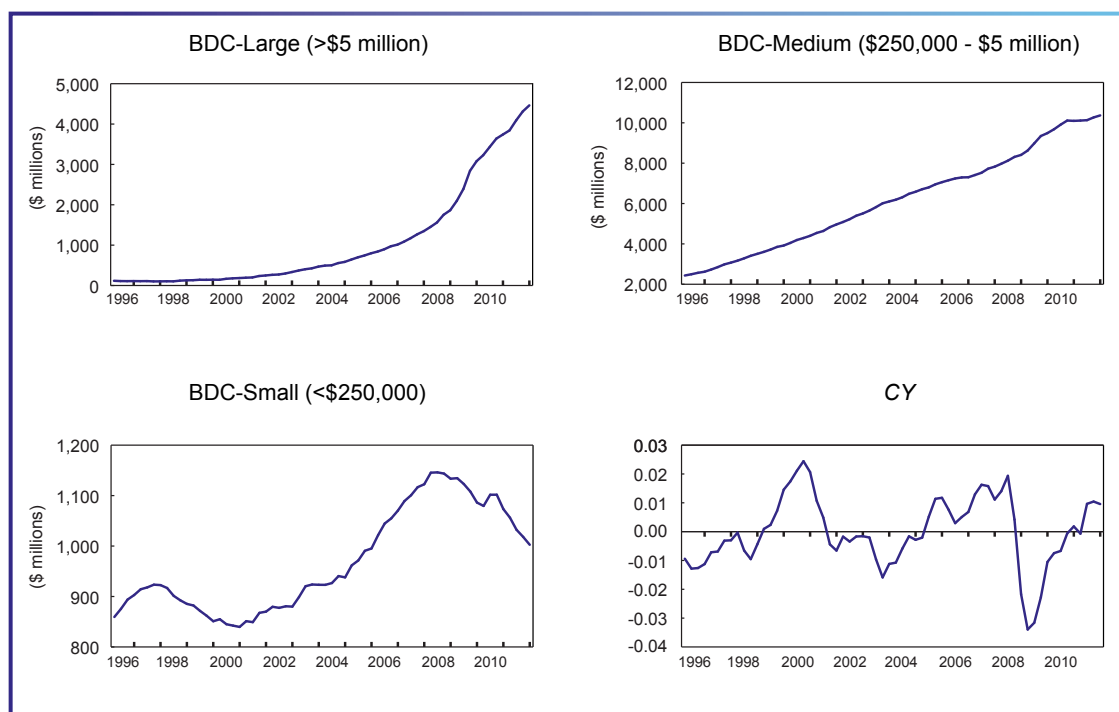 BDC-Large (>$5 million)
($ millions)
5,000
4,000
3,000
2,000
1,000
0
1996 1998 2000 2002 2004 2006 2008 2010
BDC-Medium ($250,000 - $5 million)
($ millions)
12,000
10,000
8,000
6,000
4,000
2,000
1996 1998 2000 2002 2004 2006 2008 2010
BDC-Small (<$250,000)
($ millions)
1,200
1,100
1,000
900
800
1996 1998 2000 2002 2004 2006 2008 2010
CY
0.03
0.02
0.01
0.00
-0.01
-0.02
-0.03
-0.04
1996 1998 2000 2002 2004 2006 2008 2010